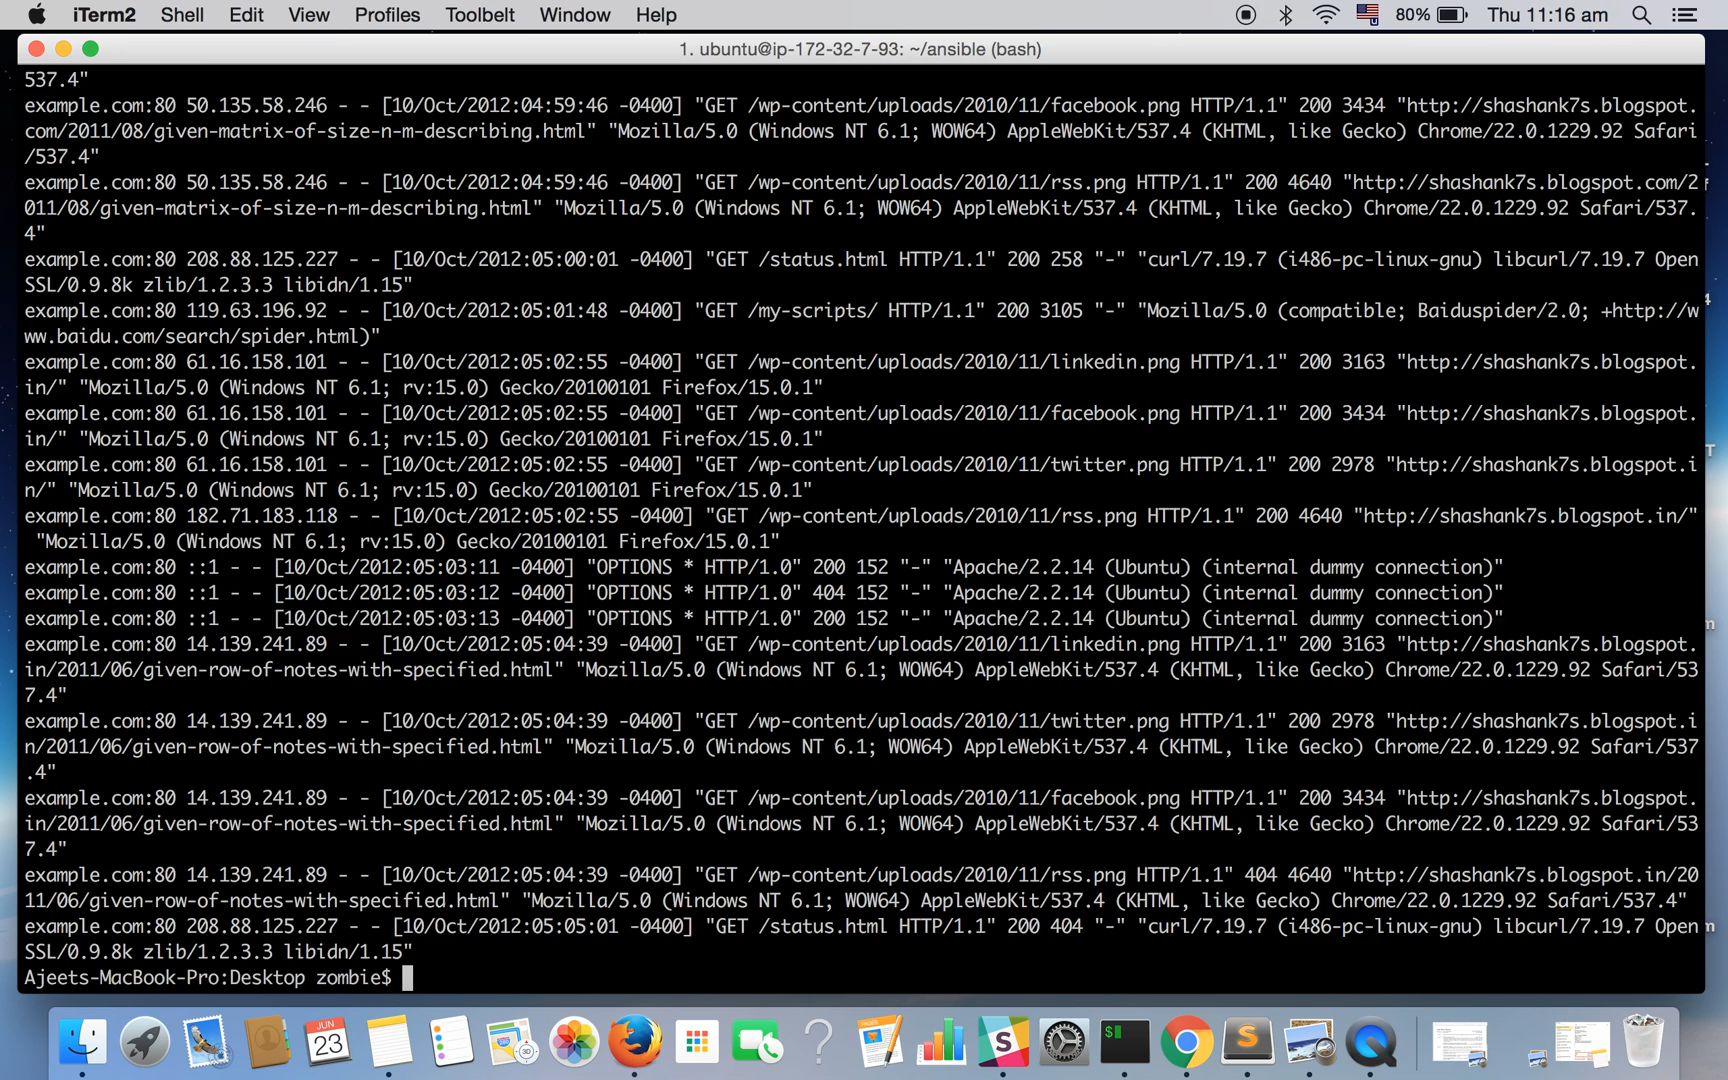 iTerm2 Shell Edit View Profiles Toolbelt Window Help 80% Thu 11:16 am
1. ubuntu@ip-172-32-7-93: ~/ansible (bash)
537.4"
example.com:80 50.135.58.246 - - [10/Oct/2012:04:59:46 -0400] "GET /wp-content/uploads/2010/11/facebook.png HTTP/1.1" 200 3434 "http://shashank7s.blogspot.
com/2011/08/given-matrix-of-size-n-m-describing.html" "Mozilla/5.0 (Windows NT 6.1; WOW64) AppleWebKit/537.4 (KHTML, like Gecko) Chrome/22.0.1229.92 Safari
/537.4"
example.com:80 50.135.58.246 - - [10/Oct/2012:04:59:46 -0400] "GET /wp-content/uploads/2010/11/rss.png HTTP/1.1" 200 4640 "http://shashank7s.blogspot.com/2
011/08/given-matrix-of-size-n-m-describing.html" "Mozilla/5.0 (Windows NT 6.1; WOW64) AppleWebKit/537.4 (KHTML, like Gecko) Chrome/22.0.1229.92 Safari/537.
4"
example.com:80 208.88.125.227 - - [10/Oct/2012:05:00:01 -0400] "GET /status.html HTTP/1.1" 200 258 "-" "curl/7.19.7 (i486-pc-linux-gnu) libcurl/7.19.7 Open
SSL/0.9.8k zlib/1.2.3.3 libidn/1.15"
example.com:80 119.63.196.92 - - [10/Oct/2012:05:01:48 -0400] "GET /my-scripts/ HTTP/1.1" 200 3105 "-" "Mozilla/5.0 (compatible; Baiduspider/2.0; +http://w
ww.baidu.com/search/spider.html)"
example.com:80 61.16.158.101 - - [10/Oct/2012:05:02:55 -0400] "GET /wp-content/uploads/2010/11/linkedin.png HTTP/1.1" 200 3163 "http://shashank7s.blogspot.
in/" "Mozilla/5.0 (Windows NT 6.1; rv:15.0) Gecko/20100101 Firefox/15.0.1"
example.com:80 61.16.158.101 - - [10/Oct/2012:05:02:55 -0400] "GET /wp-content/uploads/2010/11/facebook.png HTTP/1.1" 200 3434 "http://shashank7s.blogspot.
in/" "Mozilla/5.0 (Windows NT 6.1; rv:15.0) Gecko/20100101 Firefox/15.0.1"
example.com:80 61.16.158.101 - - [10/Oct/2012:05:02:55 -0400] "GET /wp-content/uploads/2010/11/twitter.png HTTP/1.1" 200 2978 "http://shashank7s.blogspot.i
n/" "Mozilla/5.0 (Windows NT 6.1; rv:15.0) Gecko/20100101 Firefox/15.0.1"
example.com:80 182.71.183.118 - - [10/Oct/2012:05:02:55 -0400] "GET /wp-content/uploads/2010/11/rss.png HTTP/1.1" 200 4640 "http://shashank7s.blogspot.in/"
"Mozilla/5.0 (Windows NT 6.1; rv:15.0) Gecko/20100101 Firefox/15.0.1"
example.com:80 ::1 - - [10/Oct/2012:05:03:11 -0400] "OPTIONS * HTTP/1.0" 200 152 "-" "Apache/2.2.14 (Ubuntu) (internal dummy connection)"
example.com:80 ::1 - - [10/Oct/2012:05:03:12 -0400] "OPTIONS * HTTP/1.0" 404 152 "-" "Apache/2.2.14 (Ubuntu) (internal dummy connection)"
example.com:80 ::1 - - [10/Oct/2012:05:03:13 -0400] "OPTIONS * HTTP/1.0" 200 152 "-" "Apache/2.2.14 (Ubuntu) (internal dummy connection)"
example.com:80 14.139.241.89 - - [10/Oct/2012:05:04:39 -0400] "GET /wp-content/uploads/2010/11/linkedin.png HTTP/1.1" 200 3163 "http://shashank7s.blogspot.
in/2011/06/given-row-of-notes-with-specified.html" "Mozilla/5.0 (Windows NT 6.1; WOW64) AppleWebKit/537.4 (KHTML, like Gecko) Chrome/22.0.1229.92 Safari/53
7.4"
example.com:80 14.139.241.89 - - [10/Oct/2012:05:04:39 -0400] "GET /wp-content/uploads/2010/11/twitter.png HTTP/1.1" 200 2978 "http://shashank7s.blogspot.i
n/2011/06/given-row-of-notes-with-specified.html" "Mozilla/5.0 (Windows NT 6.1; WOW64) AppleWebKit/537.4 (KHTML, like Gecko) Chrome/22.0.1229.92 Safari/537
.4"
example.com:80 14.139.241.89 - - [10/Oct/2012:05:04:39 -0400] "GET /wp-content/uploads/2010/11/facebook.png HTTP/1.1" 200 3434 "http://shashank7s.blogspot.
in/2011/06/given-row-of-notes-with-specified.html" "Mozilla/5.0 (Windows NT 6.1; WOW64) AppleWebKit/537.4 (KHTML, like Gecko) Chrome/22.0.1229.92 Safari/53
7.4"
example.com:80 14.139.241.89 - - [10/Oct/2012:05:04:39 -0400] "GET /wp-content/uploads/2010/11/rss.png HTTP/1.1" 404 4640 "http://shashank7s.blogspot.in/20
11/06/given-row-of-notes-with-specified.html" "Mozilla/5.0 (Windows NT 6.1; WOW64) AppleWebKit/537.4 (KHTML, like Gecko) Chrome/22.0.1229.92 Safari/537.4"
example.com:80 208.88.125.227 - - [10/Oct/2012:05:05:01 -0400] "GET /status.html HTTP/1.1" 200 404 "-" "curl/7.19.7 (i486-pc-linux-gnu) libcurl/7.19.7 Open
SSL/0.9.8k zlib/1.2.3.3 libidn/1.15"
Ajeets-MacBook-Pro:Desktop zombie$
JUN
23